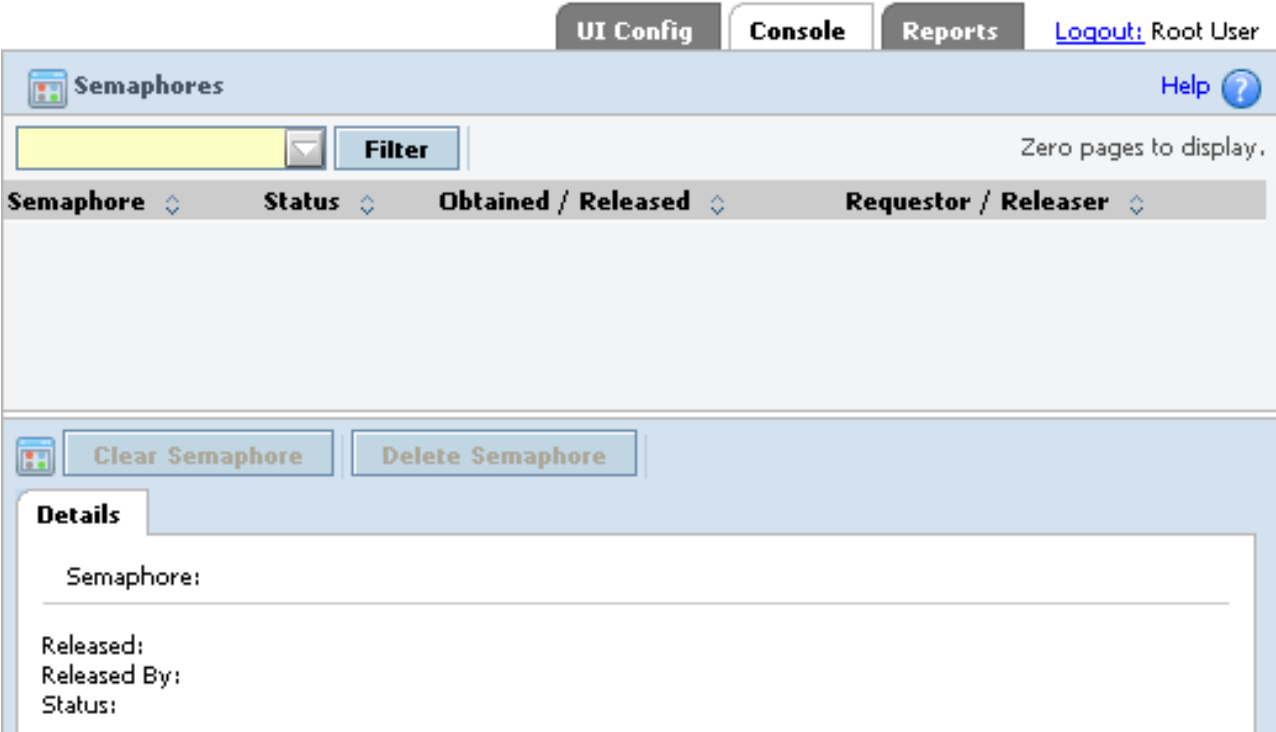 UI Config Console Reports Logout: Root User
Semaphores Help ?
Filter Zero pages to display.
Semaphore Status Obtained / Released Requestor / Releaser
Clear Semaphore Delete Semaphore
Details
Semaphore:
Released:
Released By:
Status: